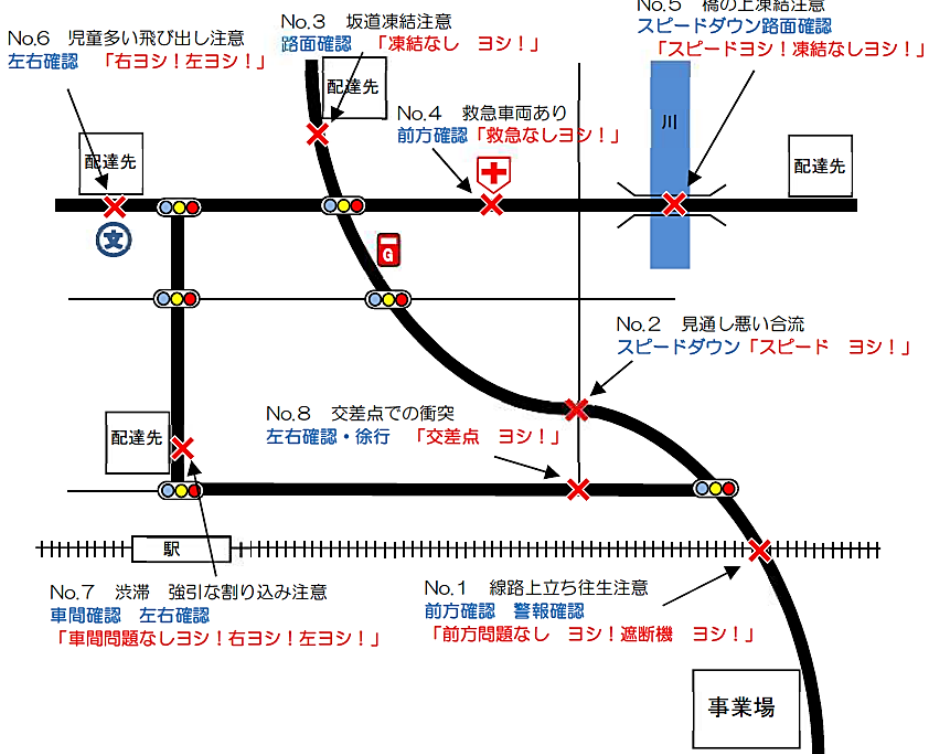 No.5　橋の上凍結注意
スピードダウン路面確認
「スピードヨシ！凍結なしヨシ！」
No.3　坂道凍結注意
路面確認　「凍結なし　ヨシ！」
No.6　児童多い飛び出し注意
左右確認　「右ヨシ！左ヨシ！」
配達先
No.4　救急車両あり
前方確認「救急なしヨシ！」
川
配達先
配達先
文
G
No.2　見通し悪い合流
スピードダウン「スピード　ヨシ！」
No.8　交差点での衝突
左右確認・徐行　「交差点　ヨシ！」
配達先
駅
No.7　渋滞　強引な割り込み注意
車間確認　左右確認
「車間問題なしヨシ！右ヨシ！左ヨシ！」
No.1　線路上立ち往生注意
前方確認　警報確認
「前方問題なし　ヨシ！遮断機　ヨシ！」
事業場